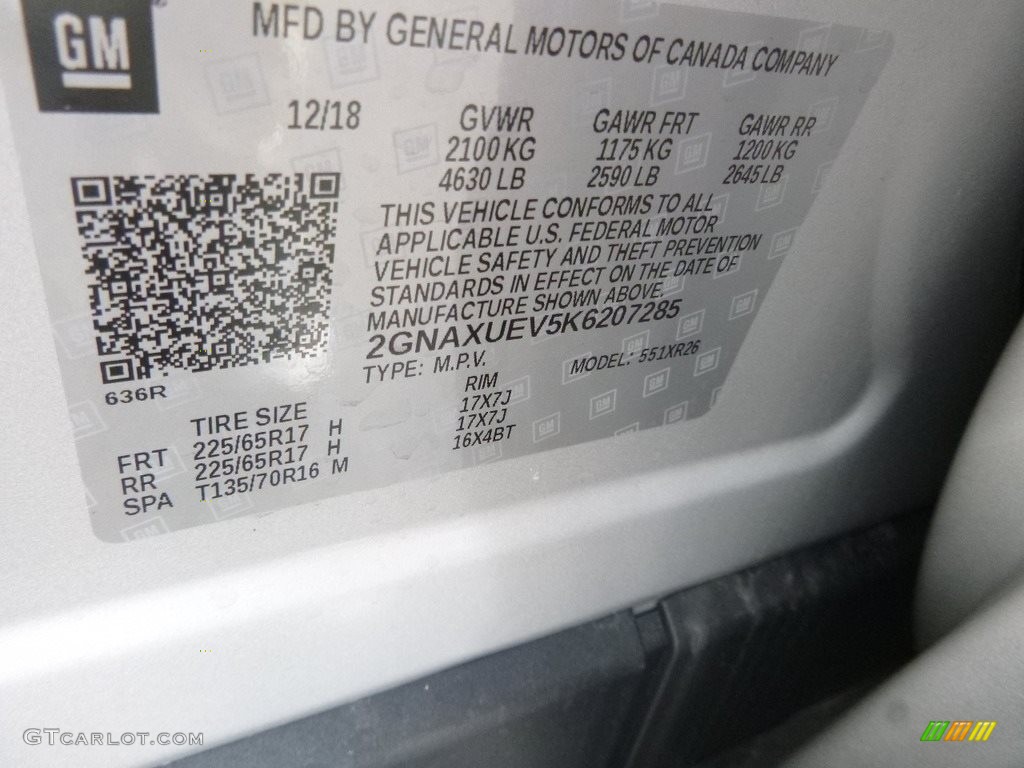 GM
MFD BY GENERAL MOTORS OF CANADA COMPANY
12/18 GVWR GAWR FRT GAWR RR
2100 KG 1175 KG 1200 KG
4630 LB 2590 LB 2645 LB
THIS VEHICLE CONFORMS TO ALL
APPLICABLE U.S. FEDERAL MOTOR
VEHICLE SAFETY AND THEFT PREVENTION
STANDARDS IN EFFECT ON THE DATE OF
MANUFACTURE SHOWN ABOVE
2GNAXUEV5K6207285
TYPE: M.P.V. MODEL: 551XR26
636R
TIRE SIZE RIM
FRT 225/65R17 H 17X7J
RR 225/65R17 H 17X7J
SPA T135/70R16 M 16X4BT
GTcarlot.com